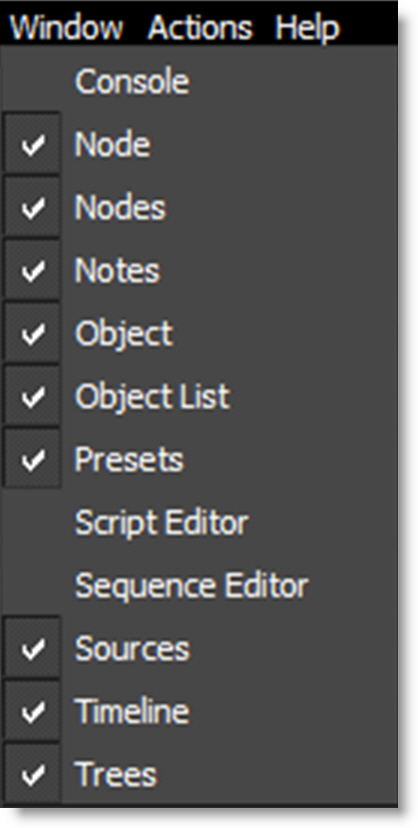 Window Actions Help
Console
Node
Nodes
Notes
Object
Object List
Presets
Script Editor
Sequence Editor
Sources
Timeline
Trees